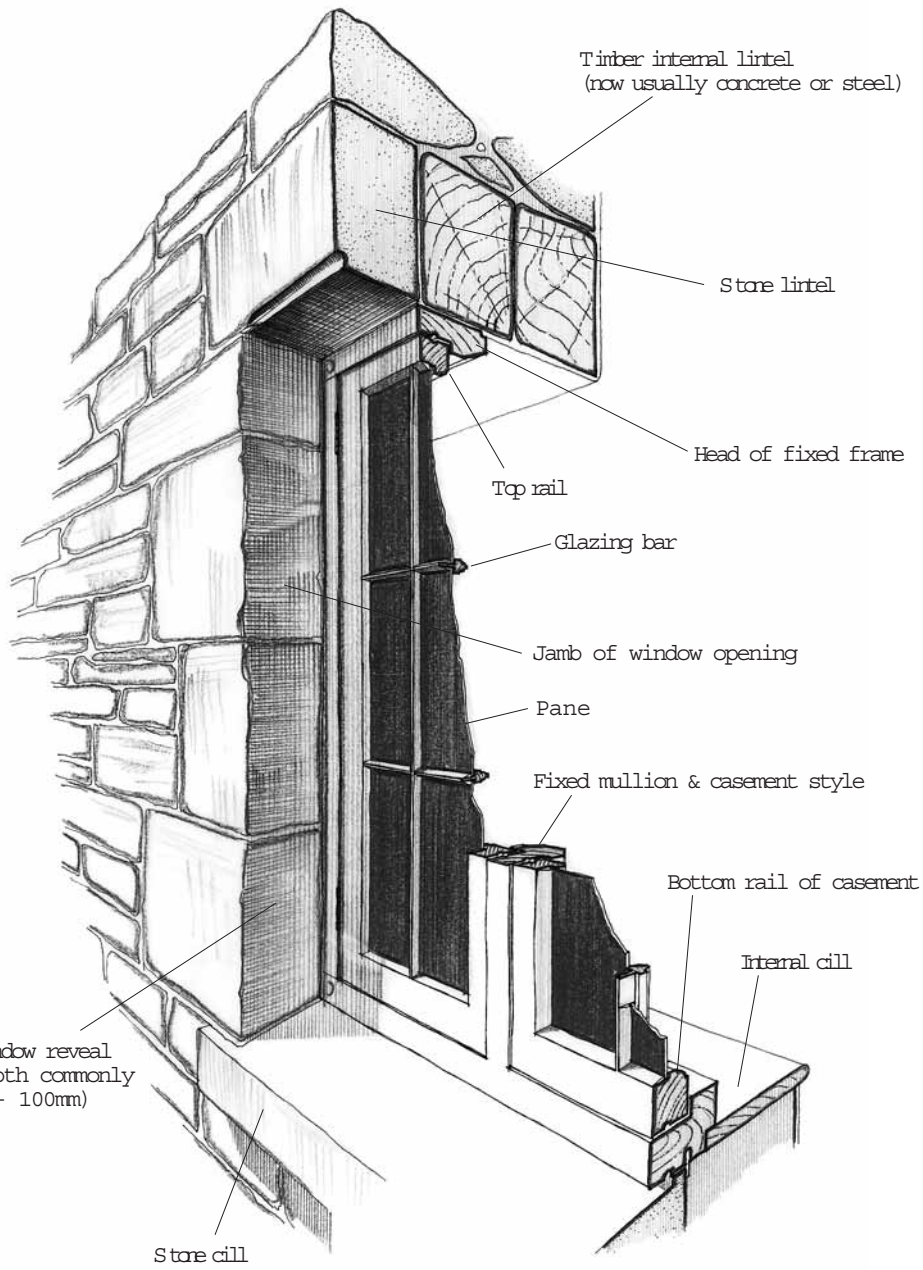 Timber internal lintel
(now usually concrete or steel)
Stone lintel
Head of fixed frame
Top rail
Glazing bar
Jamb of window opening
Pane
Fixed mullion & casement style
Bottom rail of casement
Internal cill
reveal
commonly
100mm)
Stone cill